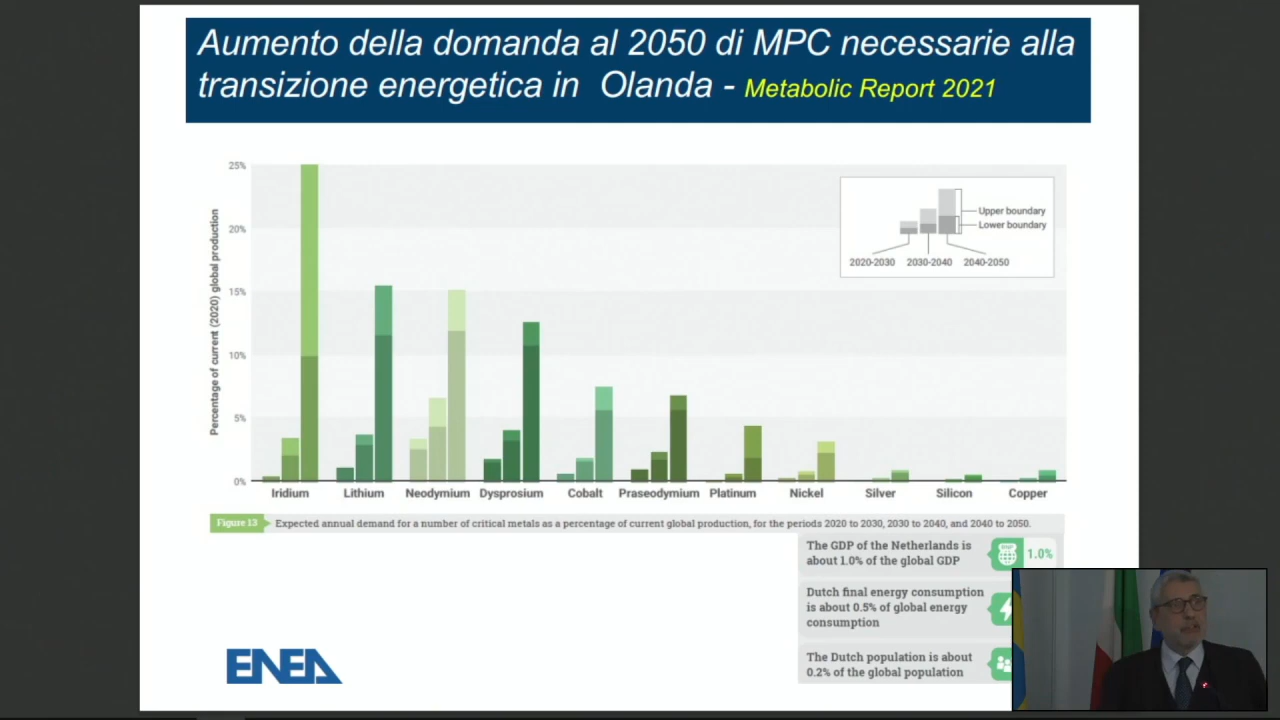 Aumento della domanda al 2050 di MPC necessarie alla
transizione energetica in Olanda - Metabolic Report 2021
Percentage of current (2020) global production
25%
20%
15%
10%
5%
0%
Upper boundary
Lower boundary
2020-2030 2030-2040 2040-2050
Iridium Lithium Neodymium Dysprosium Cobalt Praseodymium Platinum Nickel Silver Silicon Copper
Figure 13 Expected annual demand for a number of critical metals as a percentage of current global production, for the periods 2020 to 2030, 2030 to 2040, and 2040 to 2050.
The GDP of the Netherlands is
about 1.0% of the global GDP
1.0%
Dutch final energy consumption
is about 0.5% of global energy
consumption
The Dutch population is about
0.2% of the global population
ENEA